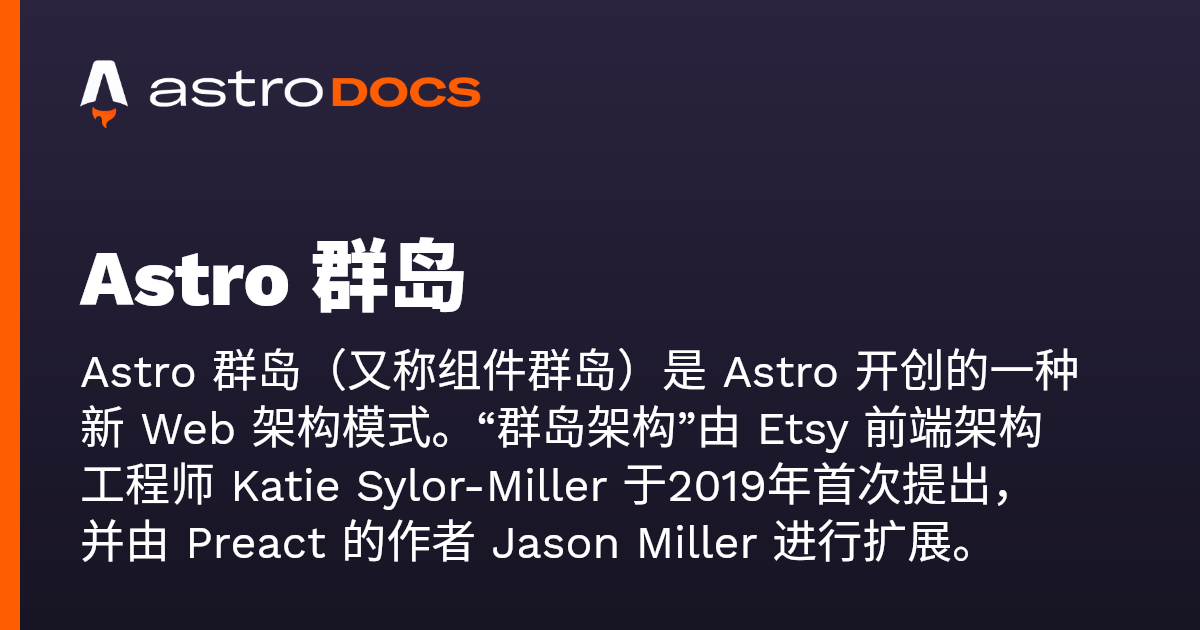 astro DOCS
Astro 群岛
Astro 群岛（又称组件群岛）是 Astro 开创的一种
新 Web 架构模式。“群岛架构”由 Etsy 前端架构
工程师 Katie Sylor-Miller 于2019年首次提出，
并由 Preact 的作者 Jason Miller 进行扩展。